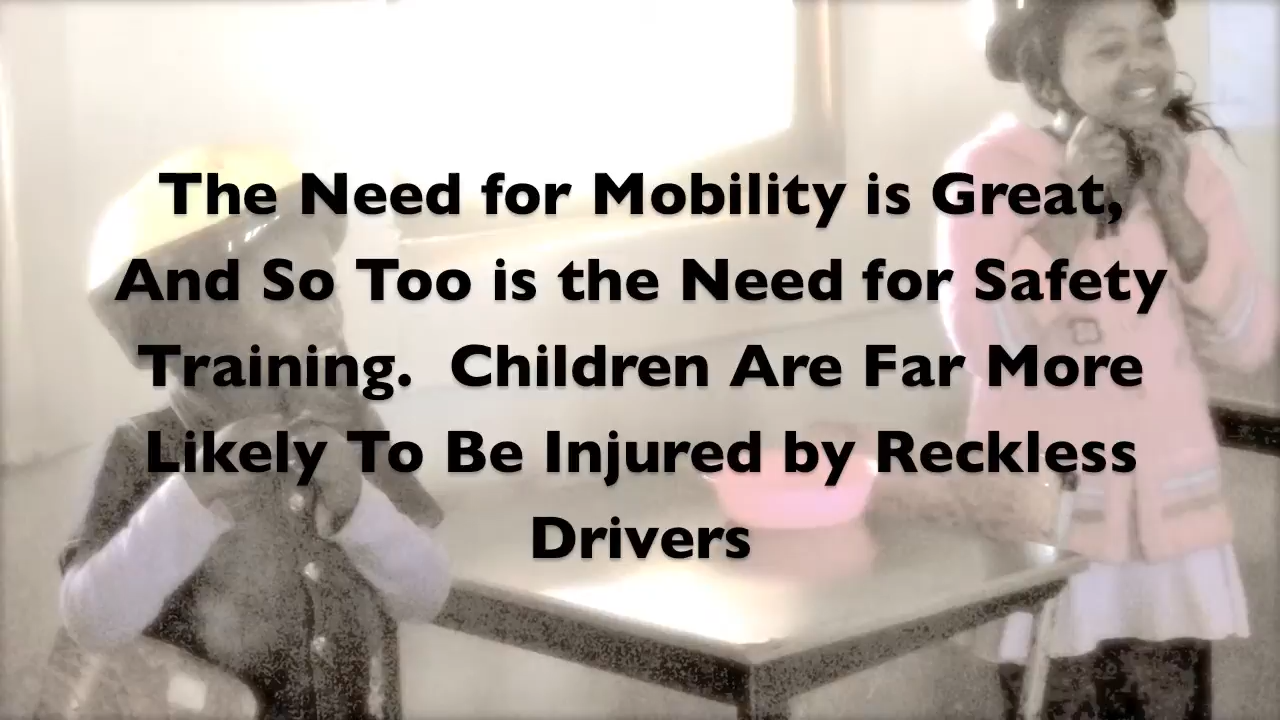 The Need for Mobility is Great,
And So Too is the Need for Safety
Training.  Children Are Far More
Likely To Be Injured by Reckless
Drivers